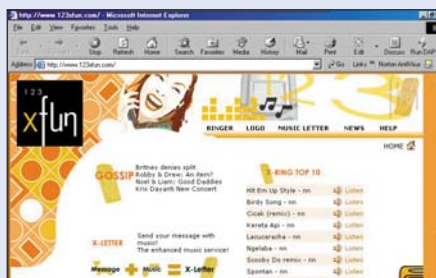 http://www.123xfun.com/ - Microsoft Internet Explorer
File Edit View Favorites Tools Help
Stop Refresh Home Search Favorites Media History Mail Print Edit Discuss Run DAP
Address http://www.123xfun.com/ Go Links Norton AntiVirus
123
xfun
RINGER LOGO MUSIC LETTER NEWS HELP
HOME
GOSSIP
Britney denies split
Robby & Drew: An item?
Noel & Liam: Good Daddies
Kris Dayanti New Concert
X-RING TOP 10
Hit Em Up Style - nn Listen
Birdy Song - nn Listen
Cicak (remix) - nn Listen
Kereta Api - nn Listen
Lacucaracha - nn Listen
Ngelaba - nn Listen
Scooby Do remix - nn Listen
Spontan - nn Listen
X-LETTER
Send your message with
music!
The enhanced music service!
Message + Music = X-Letter